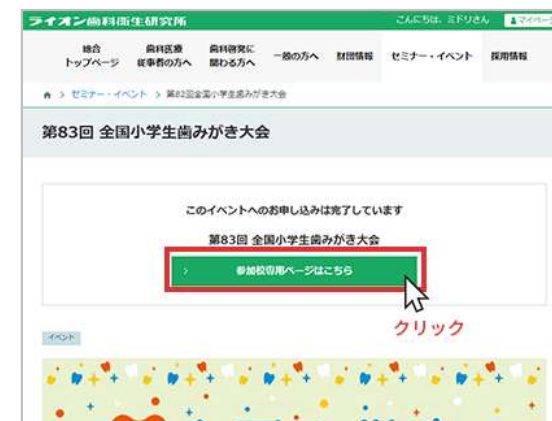 ライオン歯科衛生研究所
こんにちは、ミドリさん マイページ
総合
トップページ
歯科医療
従事者の方へ
歯科啓発に
関わる方へ
一般の方へ
財団情報
セミナー・イベント
採用情報
> セミナー・イベント > 第82回全国小学生歯みがき大会
第83回 全国小学生歯みがき大会
このイベントへのお申し込みは完了しています
第83回 全国小学生歯みがき大会
> 参加校専用ページはこちら
クリック
イベント